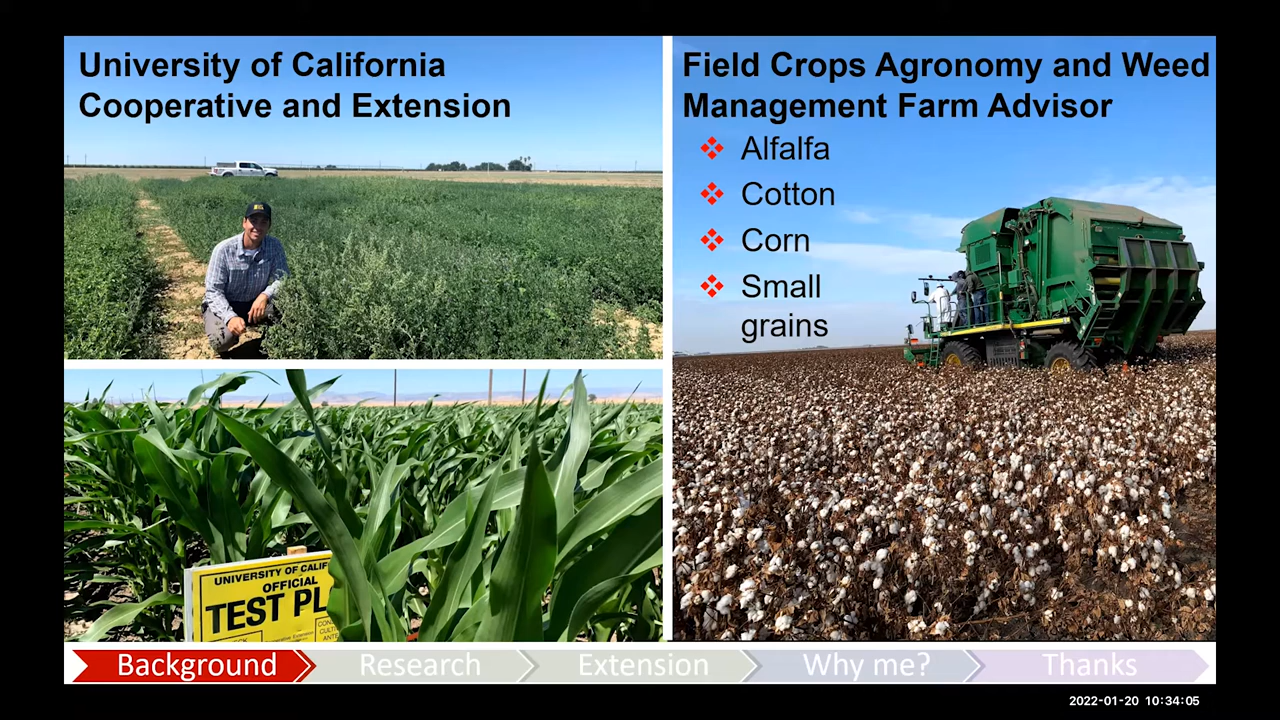 University of California
Cooperative and Extension
Field Crops Agronomy and Weed
Management Farm Advisor
❖ Alfalfa
❖ Cotton
❖ Corn
❖ Small
grains
UNIVERSITY OF CALIF
OFFICIAL
TEST PL
Background
Research
Extension
Why me?
Thanks
2022-01-20 10:34:05